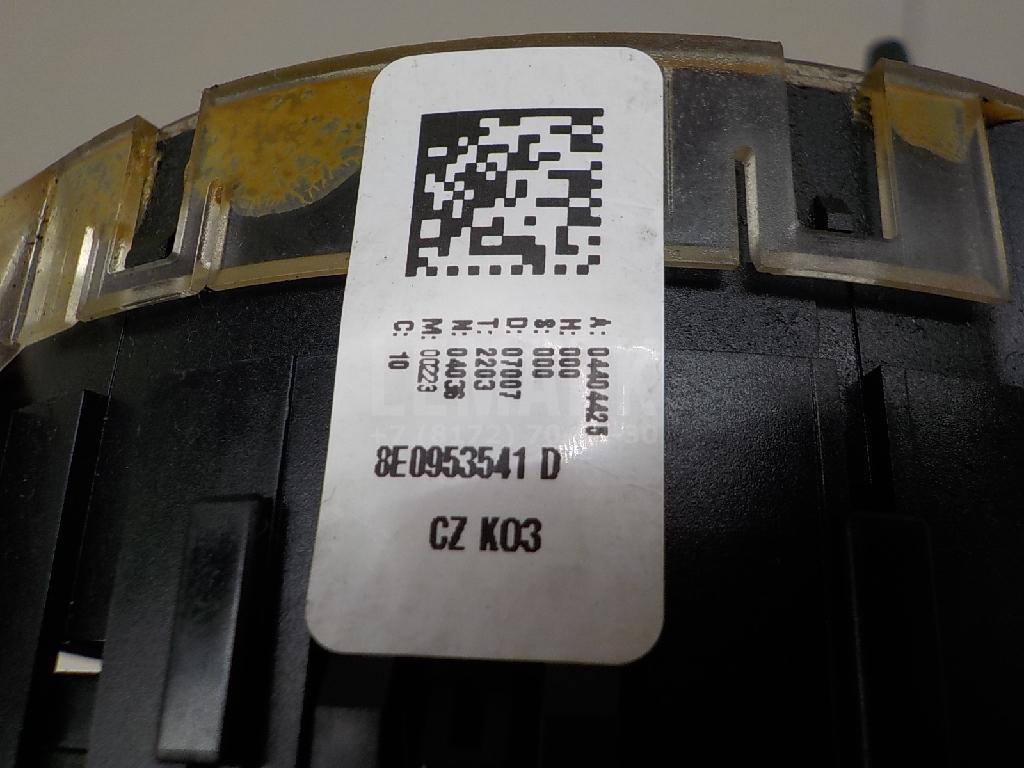 A: 04404425
H: 000
S: 000
D: 07007
T: 2203
N: 04036
M: 00223
C: 10
8E0953541 D
CZ K03